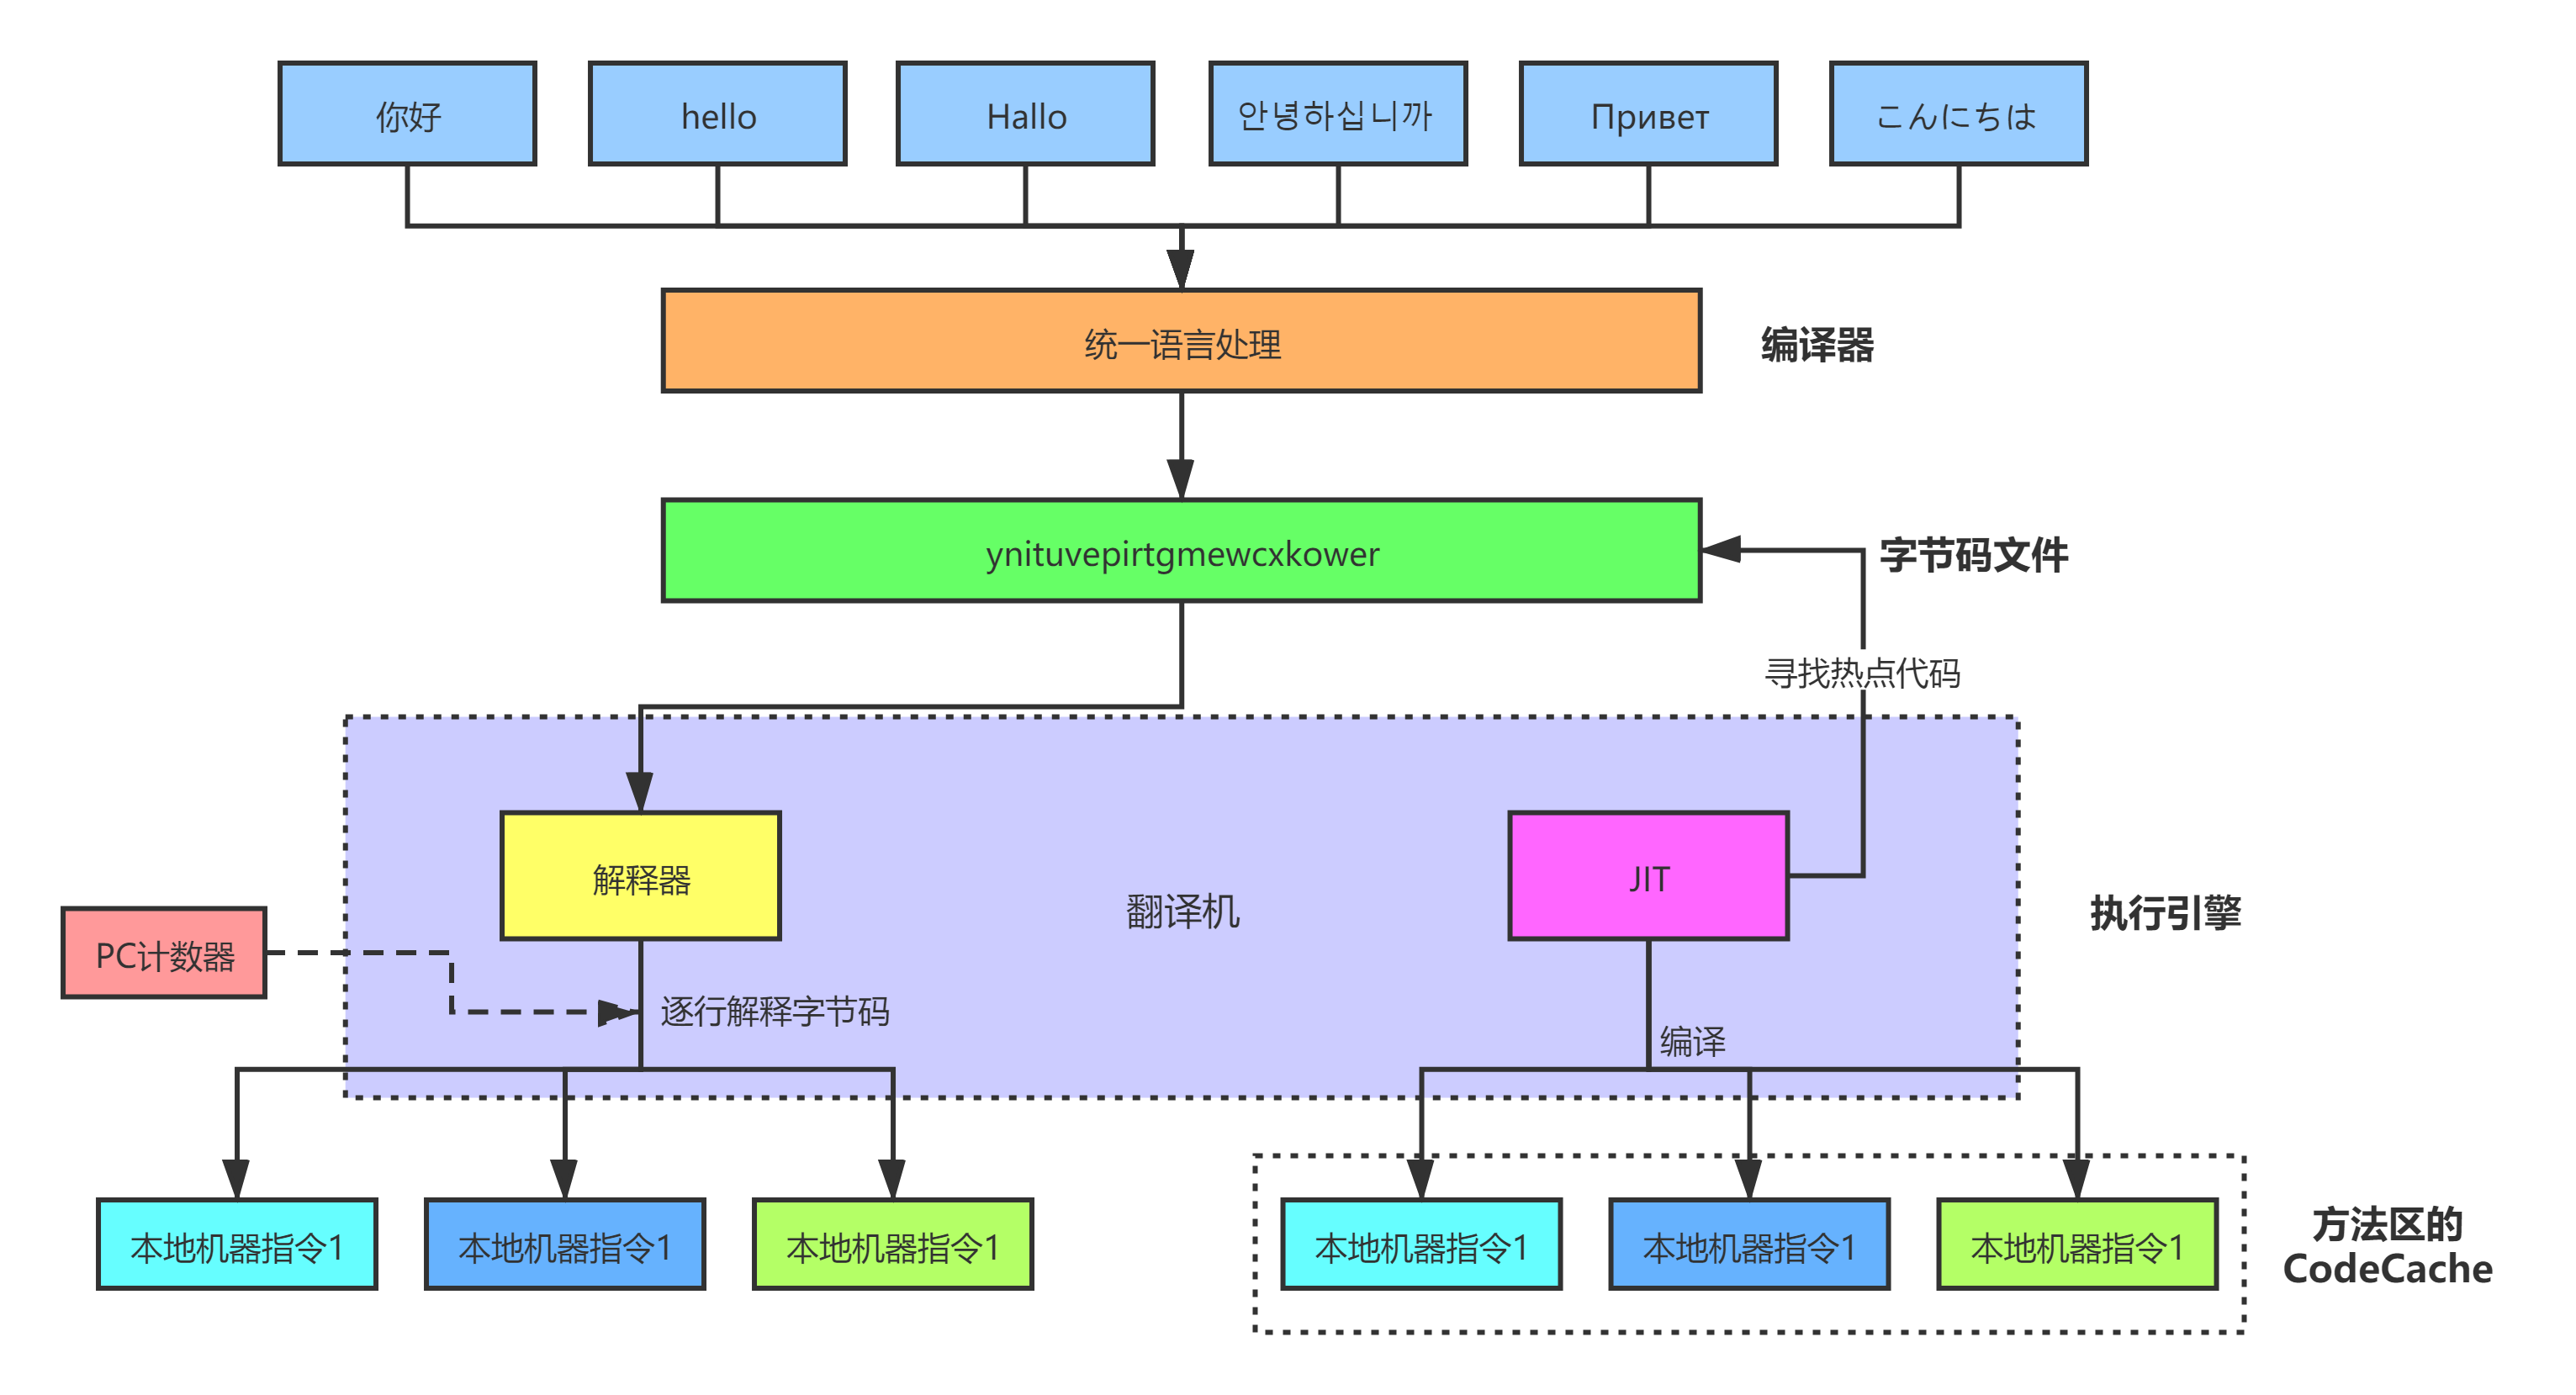 你好
hello
Hallo
안녕하십니까
Привет
こんにちは
统一语言处理
编译器
ynituvepirtgmewcxkower
字节码文件
寻找热点代码
解释器
JIT
翻译机
执行引擎
PC计数器
逐行解释字节码
编译
本地机器指令1
本地机器指令1
本地机器指令1
本地机器指令1
本地机器指令1
本地机器指令1
方法区的
CodeCache